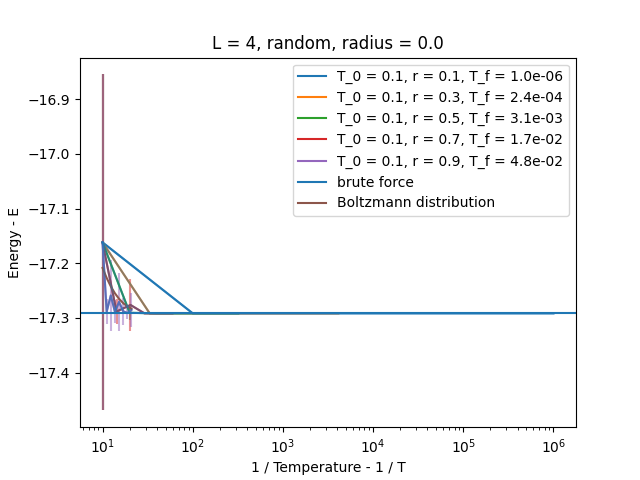 L = 4, random, radius = 0.0
T_0 = 0.1, r = 0.1, T_f = 1.0e-06
T_0 = 0.1, r = 0.3, T_f = 2.4e-04
T_0 = 0.1, r = 0.5, T_f = 3.1e-03
T_0 = 0.1, r = 0.7, T_f = 1.7e-02
T_0 = 0.1, r = 0.9, T_f = 4.8e-02
brute force
Boltzmann distribution
Energy - E
−16.9
−17.0
−17.1
−17.2
−17.3
−17.4
10¹ 10² 10³ 10⁴ 10⁵ 10⁶
1 / Temperature - 1 / T